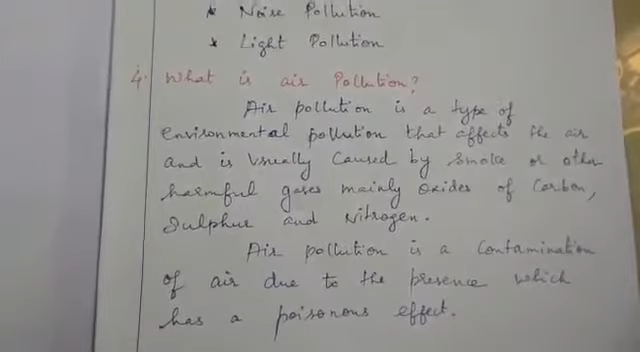 * Noise Pollution
* Light Pollution
4. What is air Pollution?
Air pollution is a type of
environmental pollution that affects the air
and is Usually Caused by Smoke or other
harmful gases mainly Oxides of Carbon,
Sulphur and Nitrogen.
Air pollution is a Contamination
of air due to the presence which
has a poisonous effect.